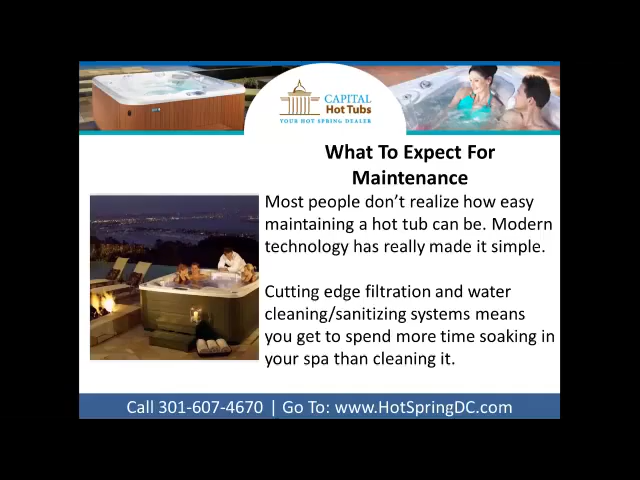 CAPITAL
Hot Tubs
YOUR HOT SPRING DEALER
What To Expect For
Maintenance
Most people don't realize how easy
maintaining a hot tub can be. Modern
technology has really made it simple.
Cutting edge filtration and water
cleaning/sanitizing systems means
you get to spend more time soaking in
your spa than cleaning it.
Call 301-607-4670 | Go To: www.HotSpringDC.com